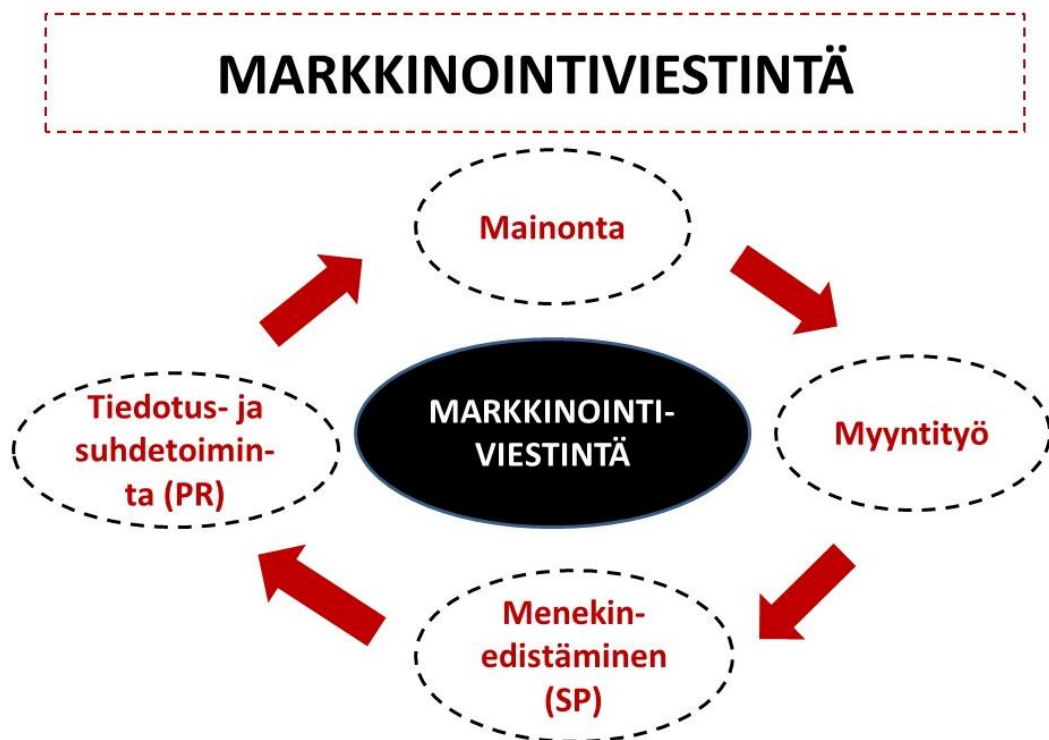 MARKKINOINTIVIESTINTÄ
Mainonta
Tiedotus- ja
suhdetoimin-
ta (PR)
MARKKINOINTI-
VIESTINTÄ
Myyntityö
Menekin-
edistäminen
(SP)